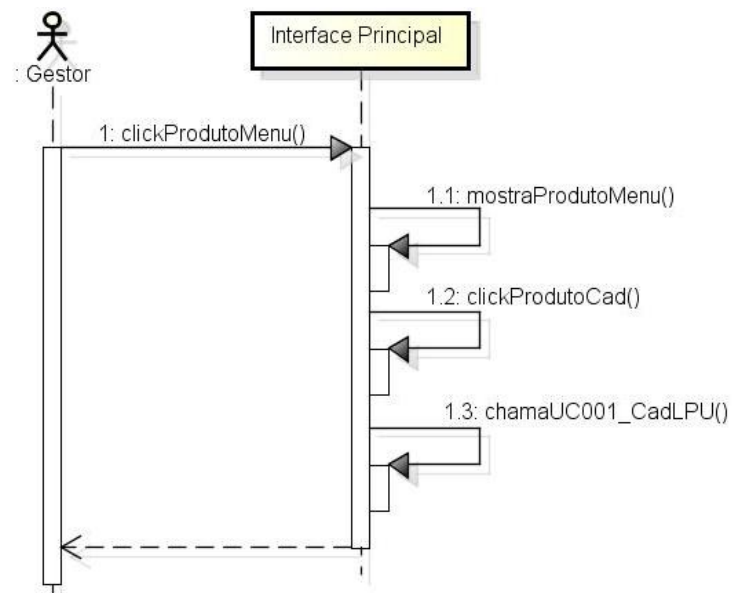 Interface Principal
: Gestor
1: clickProdutoMenu()
1.1: mostraProdutoMenu()
1.2: clickProdutoCad()
1.3: chamaUC001_CadLPU()